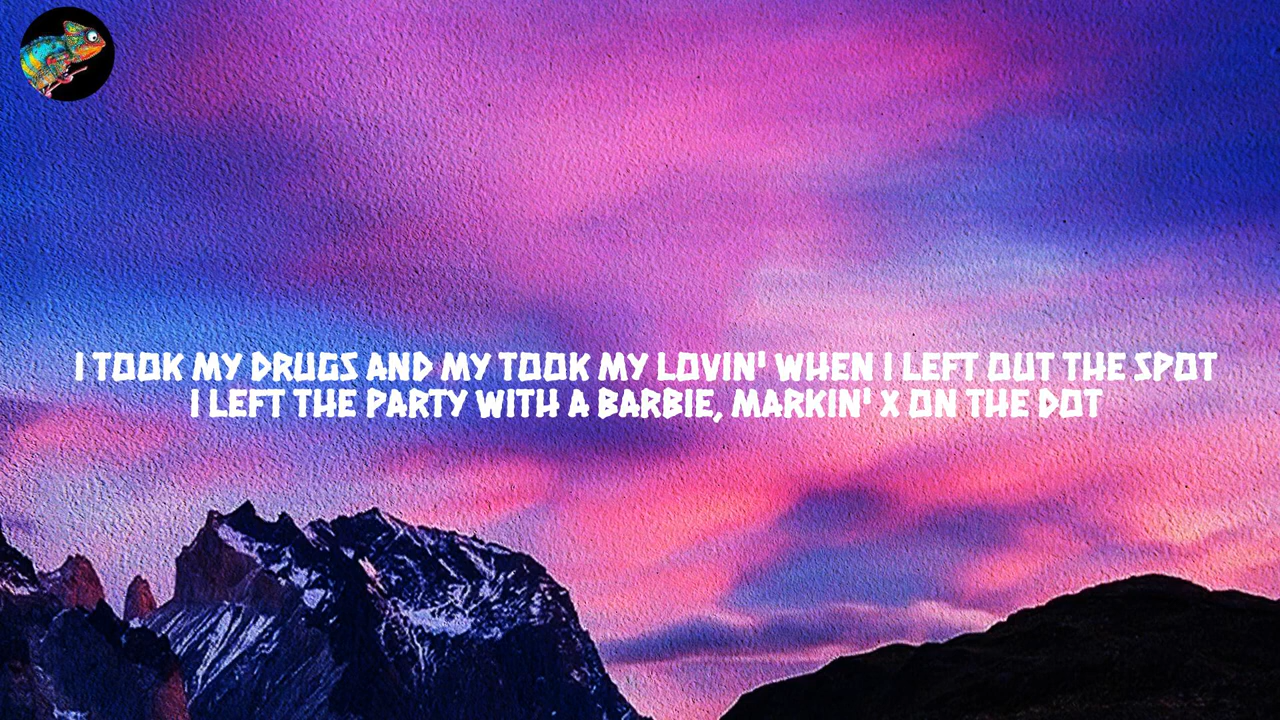 I TOOK MY DRUGS AND MY TOOK MY LOVIN' WHEN I LEFT OUT THE SPOT
I LEFT THE PARTY WITH A BARBIE, MARKIN' X ON THE DOT